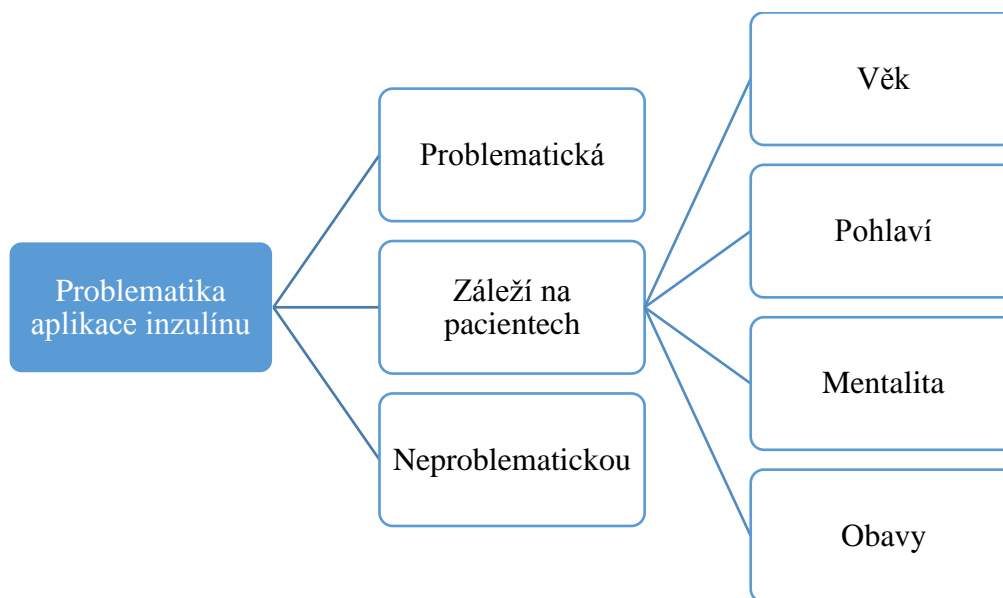 Problematika
aplikace inzulínu
Problematická
Záleží na
pacientech
Neproblematickou
Věk
Pohlaví
Mentalita
Obavy